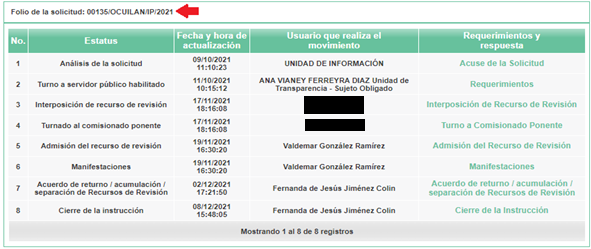 Folio de la solicitud: 00135/OCUILAN/IP/2021
No. Estatus Fecha y hora de actualización Usuario que realiza el movimiento Requerimientos y respuesta
1 Análisis de la solicitud 09/10/2021 11:10:23 UNIDAD DE INFORMACIÓN Acuse de la Solicitud
2 Turno a servidor público habilitado 11/10/2021 10:15:12 ANA VIANEY FERREYRA DIAZ Unidad de Transparencia - Sujeto Obligado Requerimientos
3 Interposición de recurso de Revisión 17/11/2021 18:16:08 Interposición de Recurso de Revisión
4 Turnado al comisionado ponente 17/11/2021 18:16:08 Turno a Comisionado Ponente
5 Admisión del recurso de revisión 19/11/2021 16:30:20 Valdemar González Ramírez Admisión del Recurso de Revisión
6 Manifestaciones 19/11/2021 16:30:20 Valdemar González Ramírez Manifestaciones
7 Acuerdo de returno / acumulación / separación de Recursos de Revisión 02/12/2021 17:21:50 Fernanda de Jesús Jiménez Colin Acuerdo de returno / acumulación / separación de Recursos de Revisión
8 Cierre de la instrucción 08/12/2021 15:48:05 Fernanda de Jesús Jiménez Colin Cierre de la Instrucción
Mostrando 1 al 8 de 8 registros